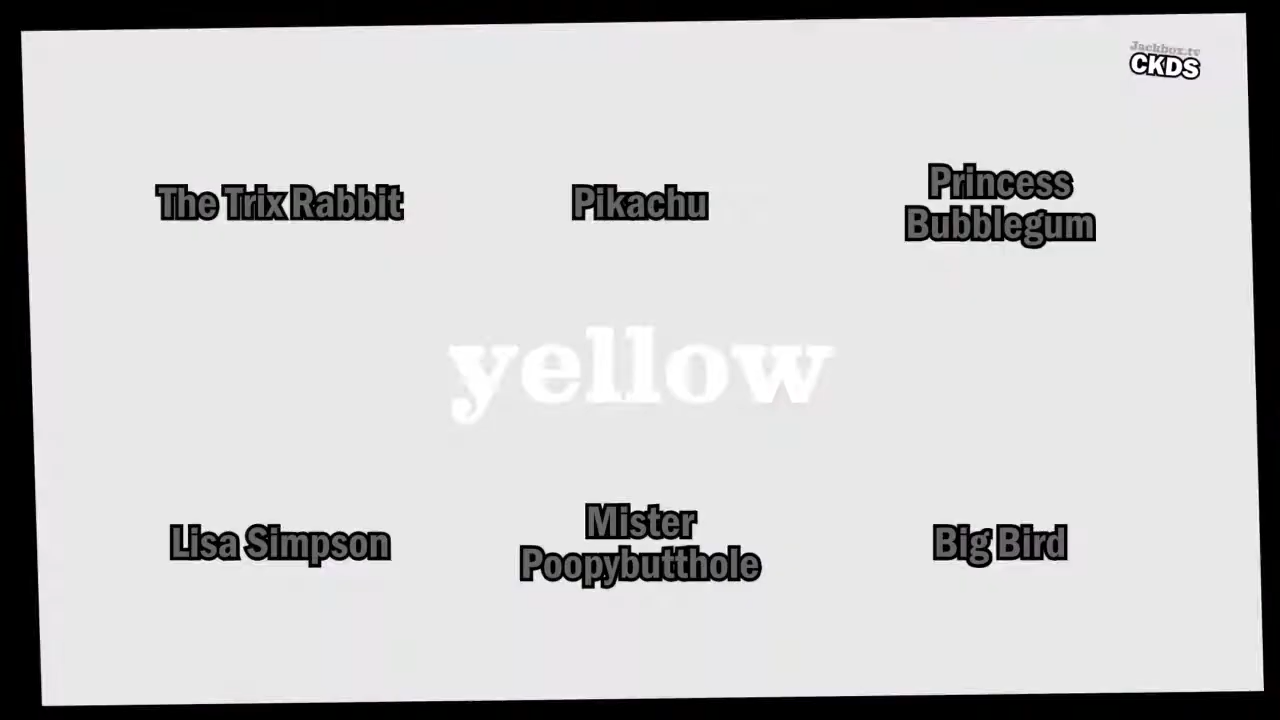 Jackbox.tv
CKDS
The Trix Rabbit
Pikachu
Princess
Bubblegum
yellow
Lisa Simpson
Mister
Poopybutthole
Big Bird